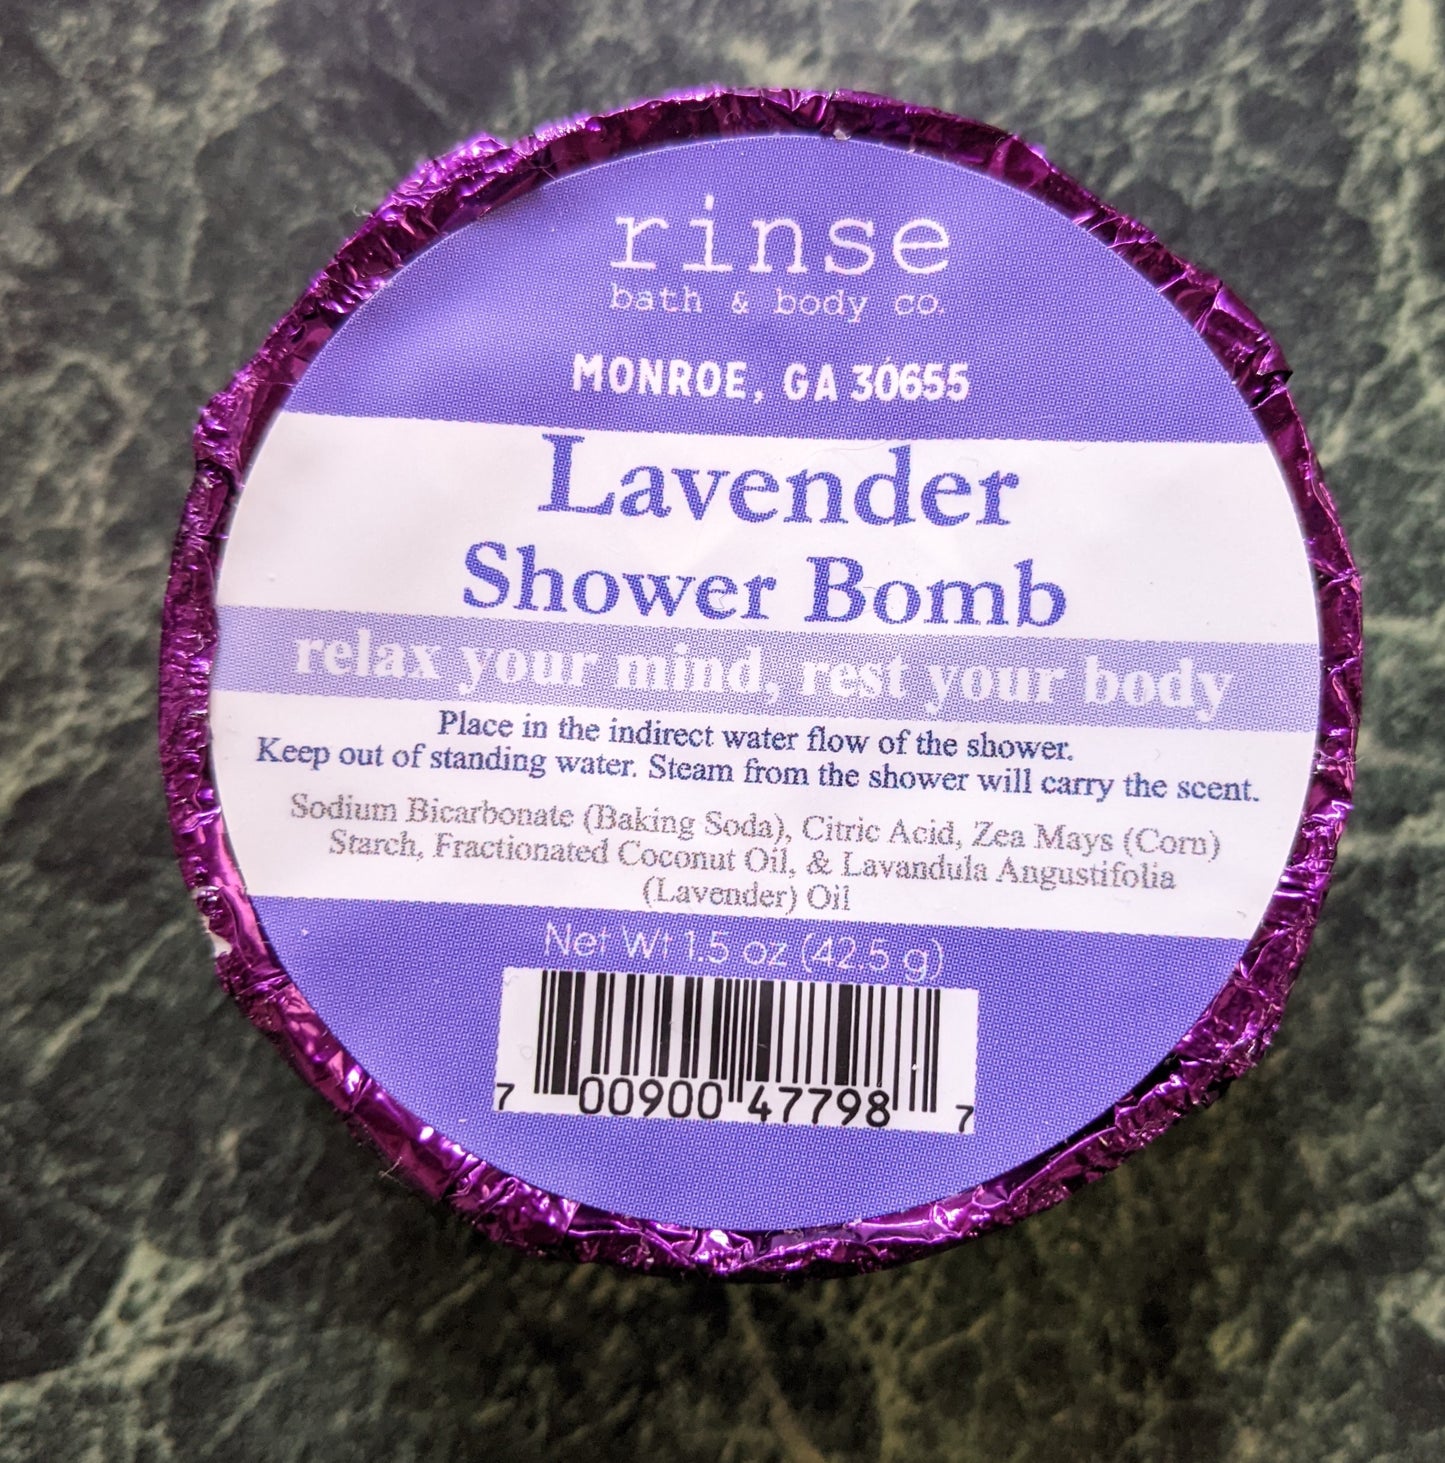 rinse
bath & body co.
MONROE, GA 30655
Lavender
Shower Bomb
relax your mind, rest your body
Place in the indirect water flow of the shower.
Keep out of standing water. Steam from the shower will carry the scent.
Sodium Bicarbonate (Baking Soda), Citric Acid, Zea Mays (Corn)
Starch, Fractionated Coconut Oil, & Lavandula Angustifolia
(Lavender) Oil
Net Wt 1.5 oz (42.5 g)
7 00900 47798 7